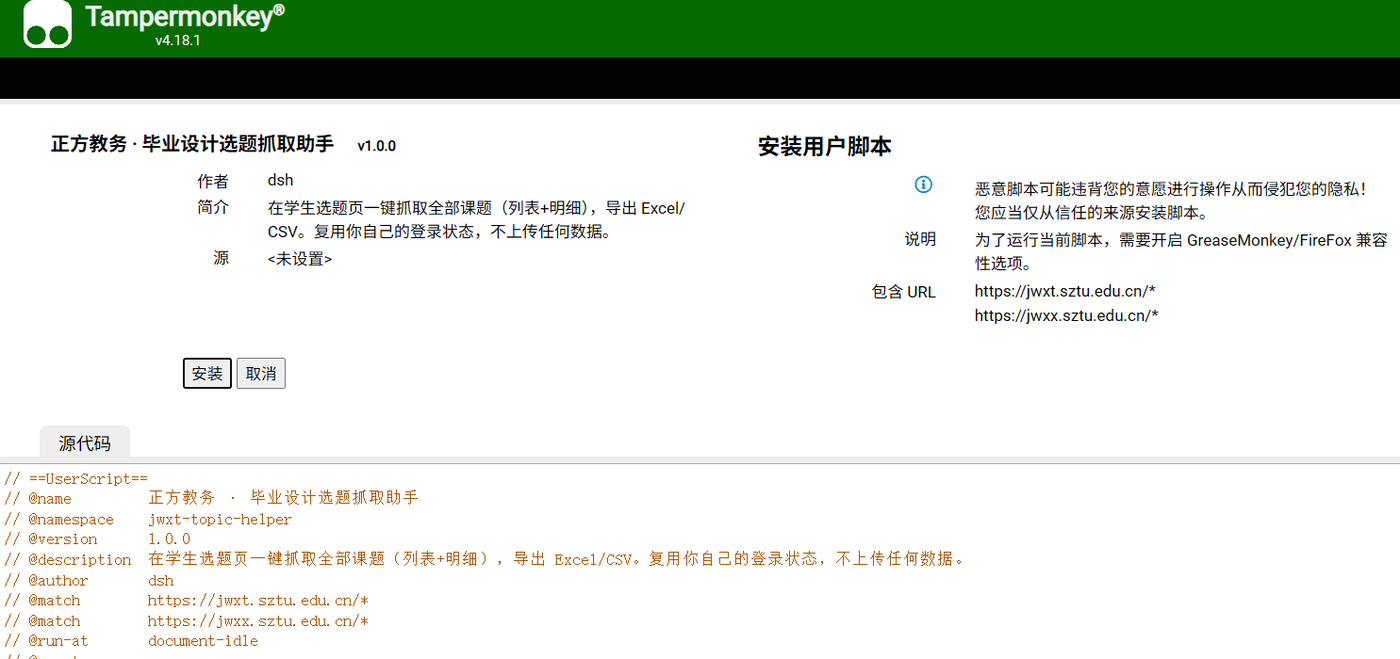 Tampermonkey®
v4.18.1
正方教务 · 毕业设计选题抓取助手 v1.0.0
作者 dsh
简介 在学生选题页一键抓取全部课题（列表+明细），导出 Excel/
CSV。复用你自己的登录状态，不上传任何数据。
源 <未设置>
安装用户脚本
恶意脚本可能违背您的意愿进行操作从而侵犯您的隐私！
您应当仅从信任的来源安装脚本。
说明 为了运行当前脚本，需要开启 GreaseMonkey/FireFox 兼容
性选项。
包含 URL https://jwxt.sztu.edu.cn/*
https://jwxx.sztu.edu.cn/*
安装 取消
源代码
// ==UserScript==
// @name 正方教务 · 毕业设计选题抓取助手
// @namespace jwxt-topic-helper
// @version 1.0.0
// @description 在学生选题页一键抓取全部课题（列表+明细），导出 Excel/CSV。复用你自己的登录状态，不上传任何数据。
// @author dsh
// @match https://jwxt.sztu.edu.cn/*
// @match https://jwxx.sztu.edu.cn/*
// @run-at document-idle